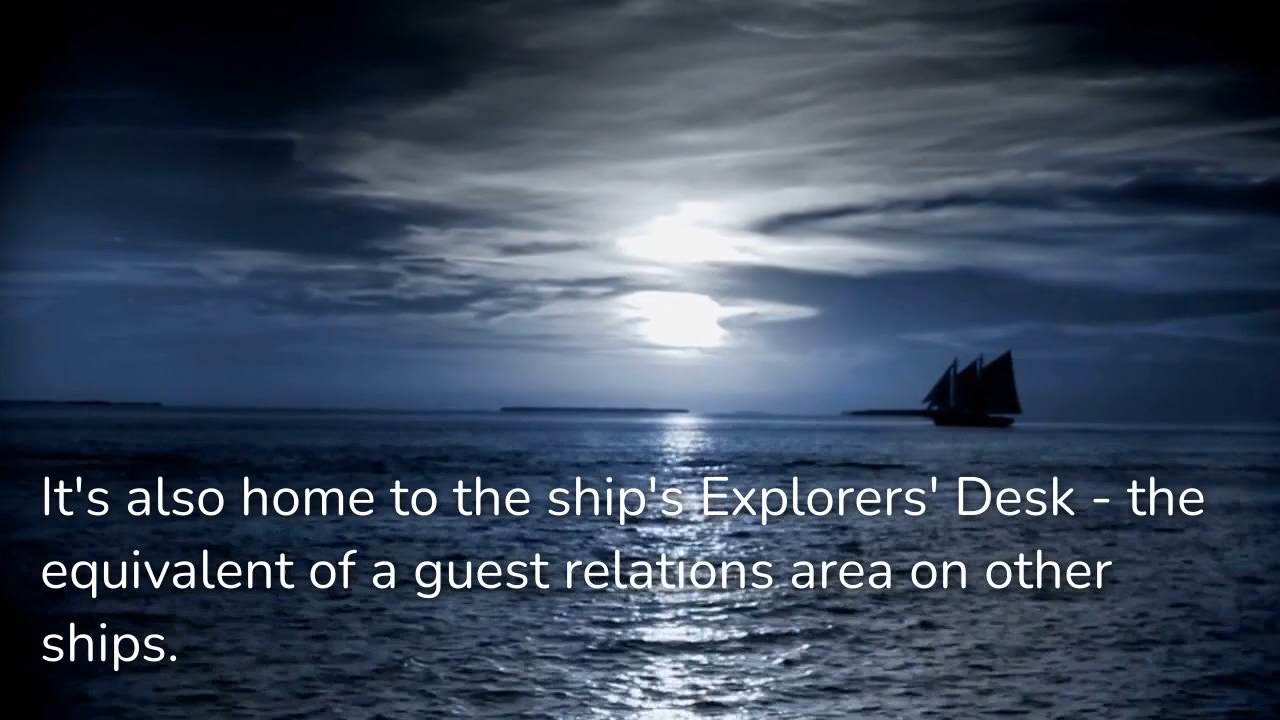 It's also home to the ship's Explorers' Desk - the
equivalent of a guest relations area on other
ships.